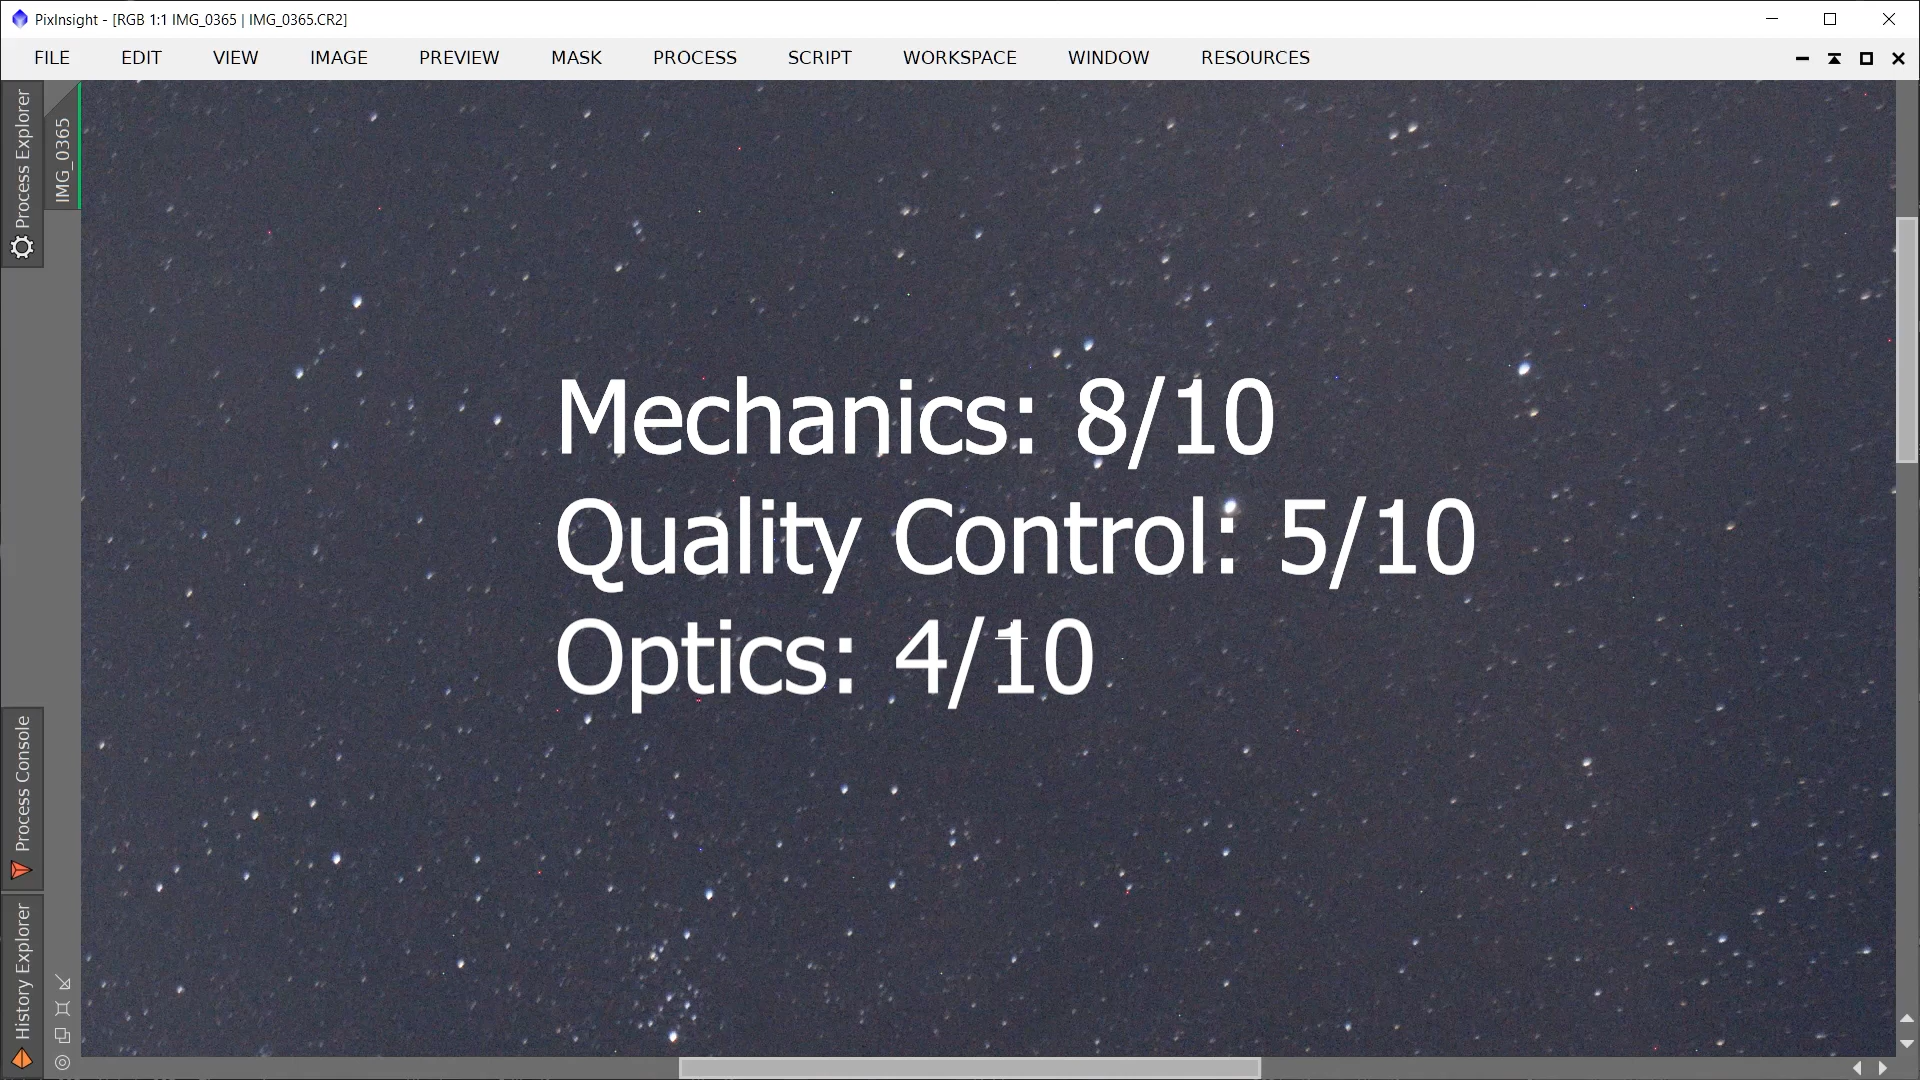 PixInsight - [RGB 1:1 IMG_0365 | IMG_0365.CR2]
FILE EDIT VIEW IMAGE PREVIEW MASK PROCESS SCRIPT WORKSPACE WINDOW RESOURCES
Process Explorer
IMG_0365
Mechanics: 8/10
Quality Control: 5/10
Optics: 4/10
Process Console
History Explorer